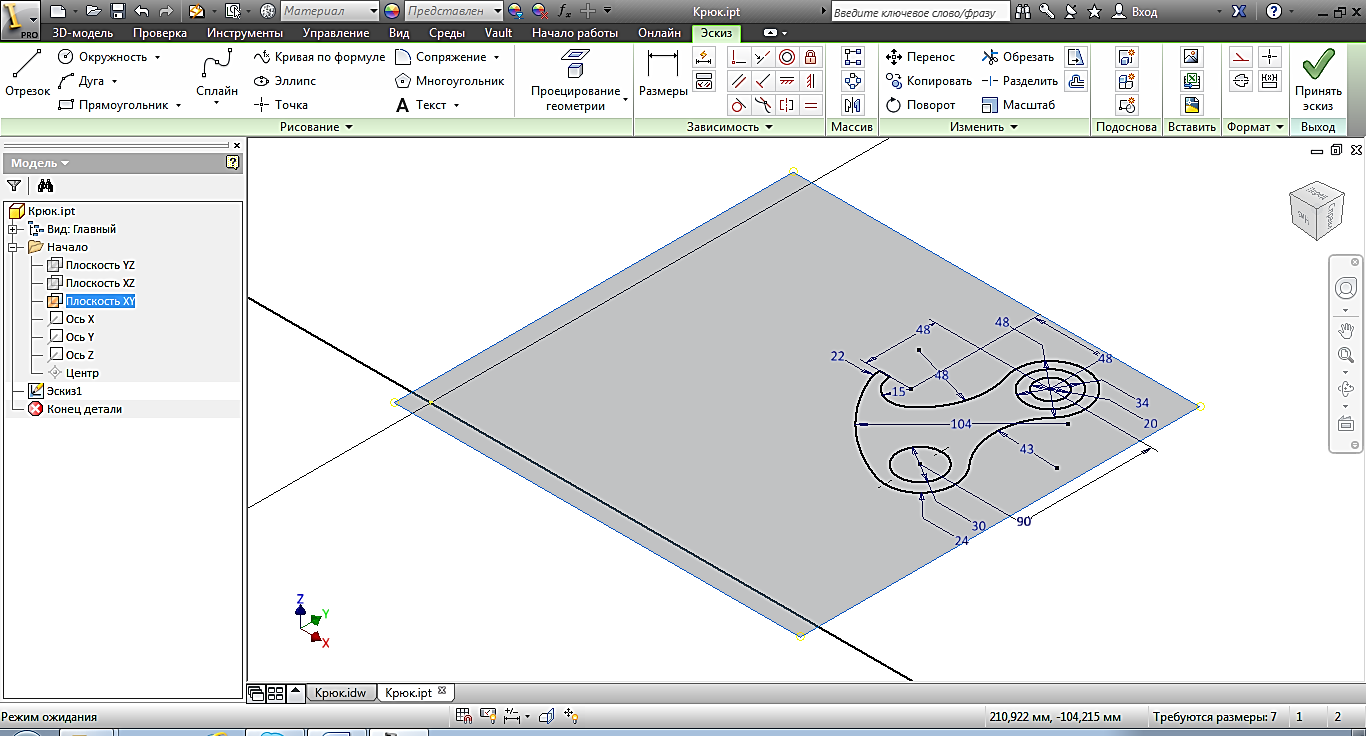 PRO
Материал
Представлен
Крюк.ipt
Введите ключевое слово/фразу
Вход
3D-модель Проверка Инструменты Управление Вид Среды Vault Начало работы Онлайн Эскиз
Отрезок
Окружность
Дуга
Прямоугольник
Сплайн
Кривая по формуле
Эллипс
Точка
Сопряжение
Многоугольник
A Текст
Проецирование
геометрии
Размеры
Перенос
Копировать
Поворот
Обрезать
Разделить
Масштаб
Принять
эскиз
Рисование Зависимость Массив Изменить Подоснова Вставить Формат Выход
Модель
Крюк.ipt
Вид: Главный
Начало
Плоскость YZ
Плоскость XZ
Плоскость XY
Ось X
Ось Y
Ось Z
Центр
Эскиз1
Конец детали
48
48
48
22
48
15
34
20
104
43
90
30
24
Z
Y
X
Крюк.idw Крюк.ipt
Режим ожидания
210,922 мм, -104,215 мм Требуются размеры: 7 1 2